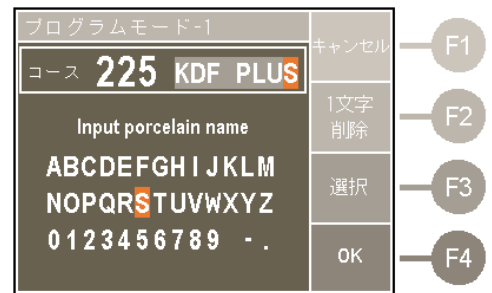 プログラムモード-1
コース 225 KDF PLUS
Input porcelain name
ABCDEFGHIJKLM
NOPQRSTUVWXYZ
0123456789 - .
キャンセル
F1
1文字
削除
F2
選択
F3
OK
F4